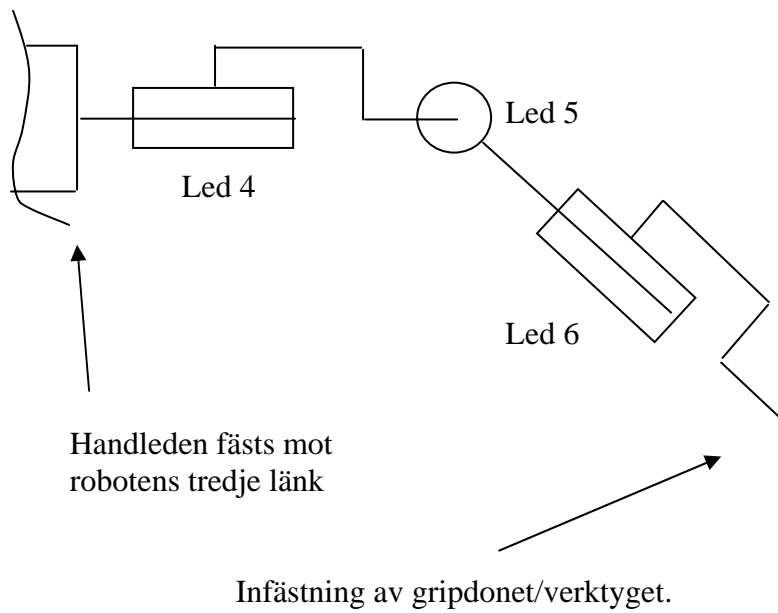 Led 5
Led 4
Led 6
Handleden fästs mot
robotens tredje länk
Infästning av gripdonet/verktyget.